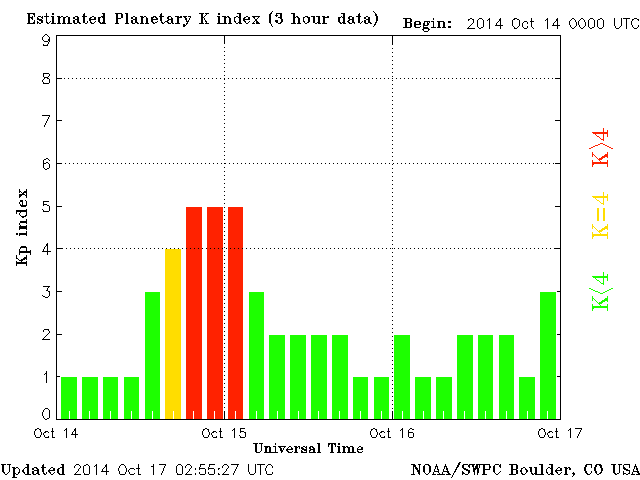 Estimated Planetary K index (3 hour data) Begin: 2014 Oct 14 0000 UTC
9
8
7
6
5
4
3
2
1
0
Kp index
K>4
K=4
K<4
Oct 14 Oct 15 Oct 16 Oct 17
Universal Time
Updated 2014 Oct 17 02:55:27 UTC NOAA/SWPC Boulder, CO USA